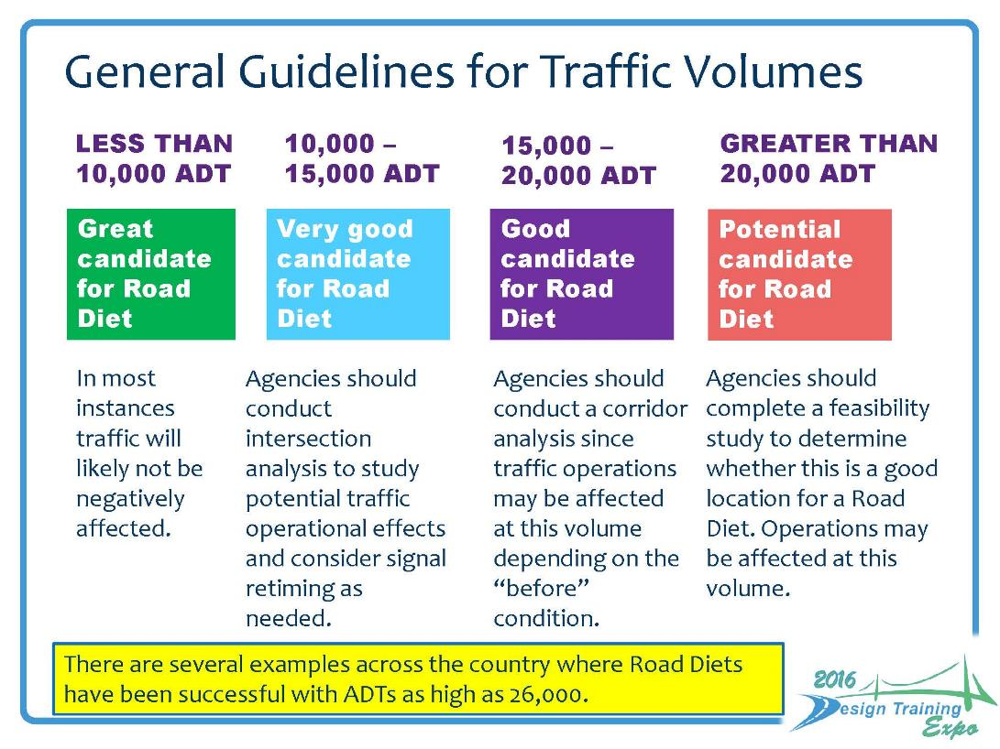 General Guidelines for Traffic Volumes
LESS THAN
10,000 ADT
Great
candidate
for Road
Diet
In most
instances
traffic will
likely not be
negatively
affected.
10,000 –
15,000 ADT
Very good
candidate
for Road
Diet
Agencies should
conduct
intersection
analysis to study
potential traffic
operational effects
and consider signal
retiming as
needed.
15,000 –
20,000 ADT
Good
candidate
for Road
Diet
Agencies should
conduct a corridor
analysis since
traffic operations
may be affected
at this volume
depending on the
“before”
condition.
GREATER THAN
20,000 ADT
Potential
candidate
for Road
Diet
Agencies should
complete a feasibility
study to determine
whether this is a good
location for a Road
Diet. Operations may
be affected at this
volume.
There are several examples across the country where Road Diets
have been successful with ADTs as high as 26,000.
2016
Design Training
Expo